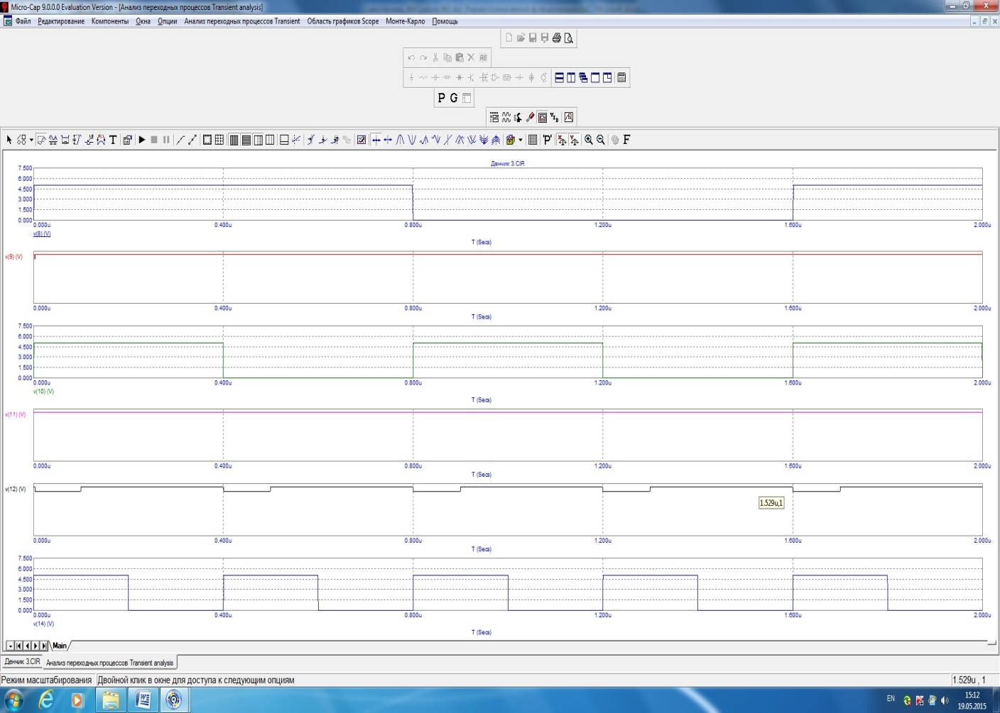 Micro-Cap 9.0.0.0 Evaluation Version - [Анализ переходных процессов Transient analysis]
Файл Редактирование Компоненты Окна Опции Анализ переходных процессов Transient Область графиков Scope Монте-Карло Помощь
P G
T 'P' F
Денчик 3.CIR
7.500
6.000
4.500
3.000
1.500
0.000
0.000u 0.400u 0.800u 1.200u 1.600u 2.000u
v(8) (V)
T (Secs)
v(9) (V)
0.000u 0.400u 0.800u 1.200u 1.600u 2.000u
T (Secs)
7.500
6.000
4.500
3.000
1.500
0.000
0.000u 0.400u 0.800u 1.200u 1.600u 2.000u
v(10) (V)
T (Secs)
v(11) (V)
0.000u 0.400u 0.800u 1.200u 1.600u 2.000u
T (Secs)
v(12) (V)
1.529u,1
0.000u 0.400u 0.800u 1.200u 1.600u 2.000u
T (Secs)
7.500
6.000
4.500
3.000
1.500
0.000
0.000u 0.400u 0.800u 1.200u 1.600u 2.000u
v(14) (V)
T (Secs)
Main
Денчик 3.CIR Анализ переходных процессов Transient analysis
Режим масштабирования Двойной клик в окне для доступа к следующим опциям 1.529u , 1
EN 15:12
19.05.2015